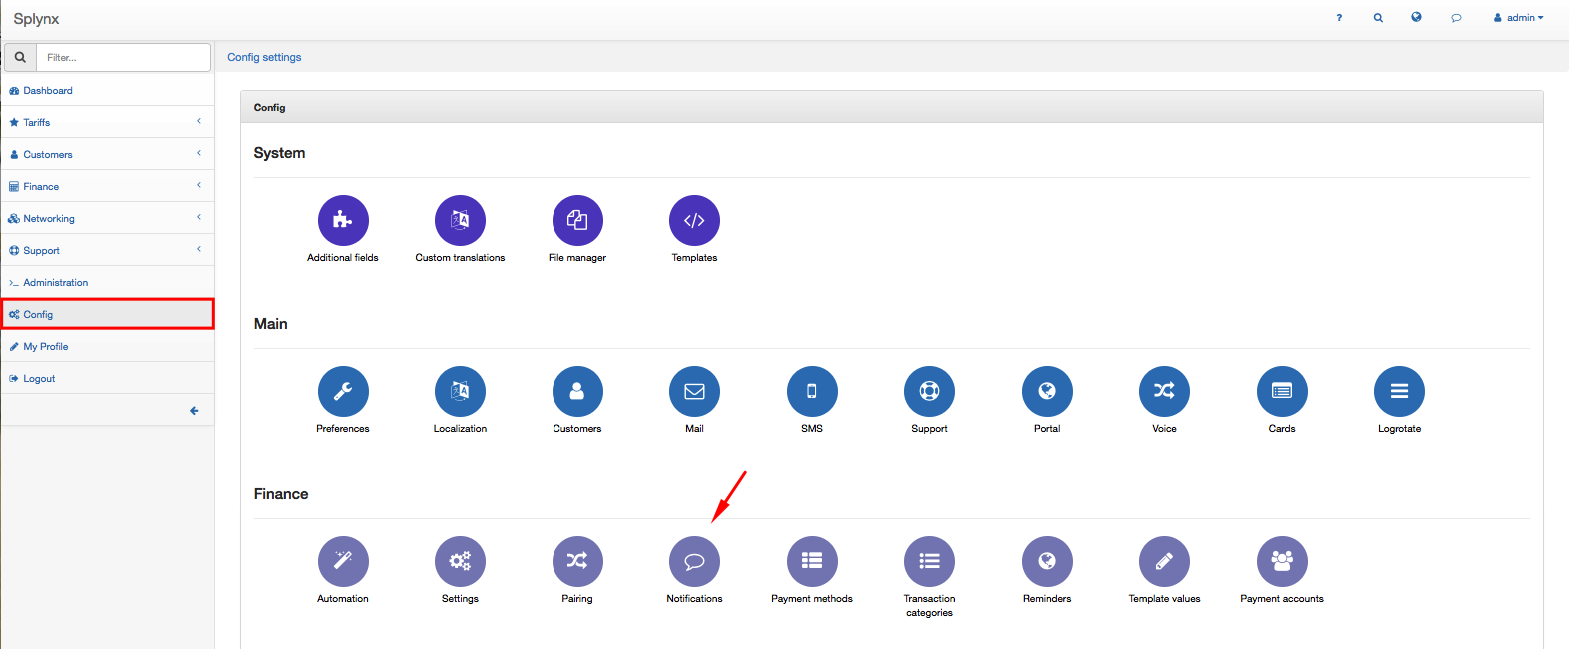 Splynx
?
admin
Filter...
Config settings
Dashboard
Tariffs
Customers
Finance
Networking
Support
Administration
Config
My Profile
Logout
Config
System
Additional fields
Custom translations
File manager
Templates
Main
Preferences
Localization
Customers
Mail
SMS
Support
Portal
Voice
Cards
Logrotate
Finance
Automation
Settings
Pairing
Notifications
Payment methods
Transaction
categories
Reminders
Template values
Payment accounts